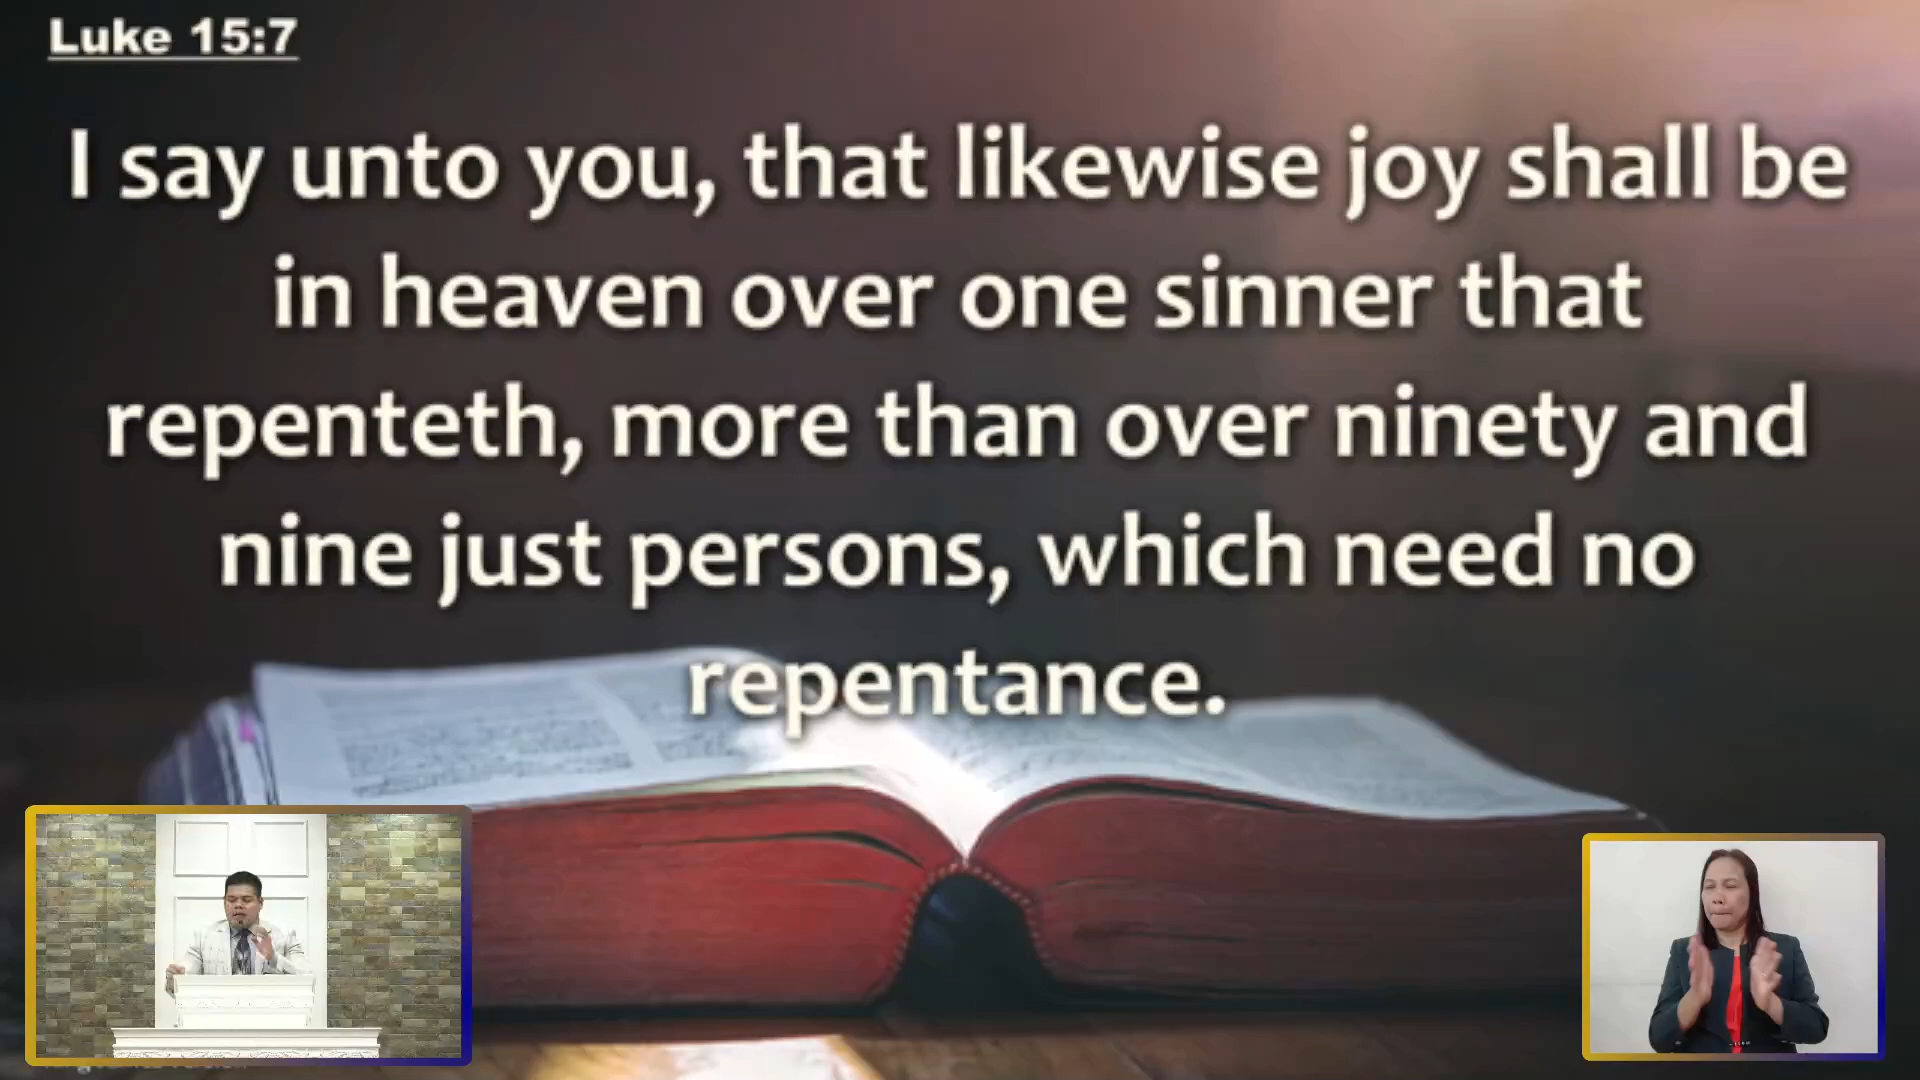 Luke 15:7
I say unto you, that likewise joy shall be
in heaven over one sinner that
repenteth, more than over ninety and
nine just persons, which need no
repentance.